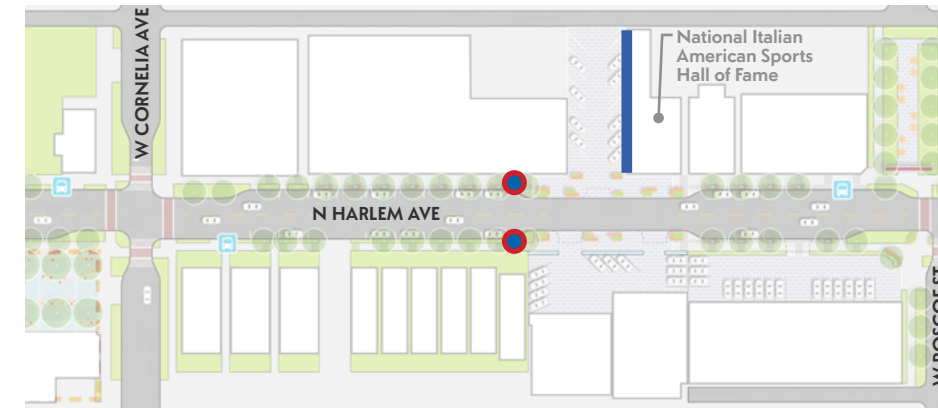 W CORNELIA AVE
National Italian
American Sports
Hall of Fame
N HARLEM AVE
W ROSCOE ST